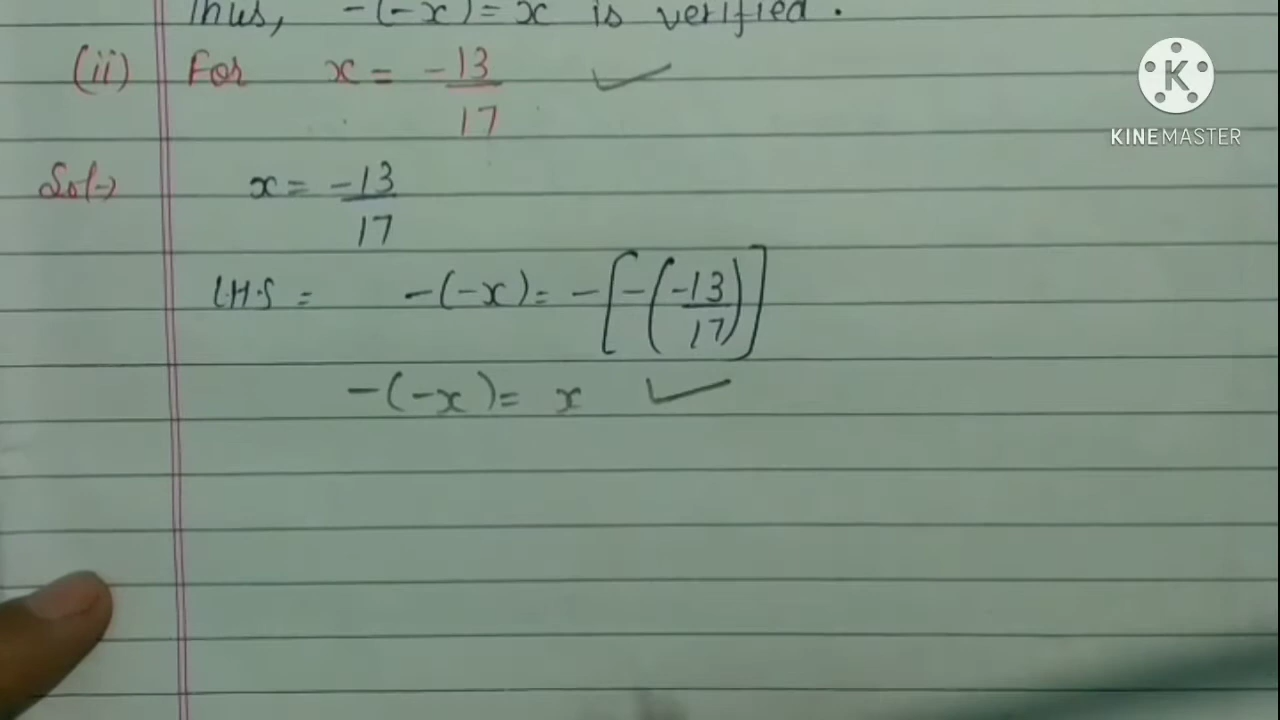 Thus, -(-x) = x is verified.
(ii) For x = -13/17 ✓
Sol→ x = -13/17
L.H.S = -(-x) = -[-(-13/17)]
-(-x) = x ✓
K
KINEMASTER